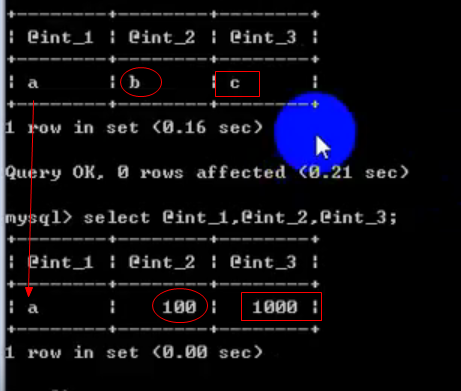 +--------+--------+--------+
| @int_1 | @int_2 | @int_3 |
+--------+--------+--------+
| a      | b      | c      |
+--------+--------+--------+
1 row in set (0.16 sec)
Query OK, 0 rows affected (0.21 sec)
mysql> select @int_1,@int_2,@int_3;
+--------+--------+--------+
| @int_1 | @int_2 | @int_3 |
+--------+--------+--------+
| a      |    100 |   1000 |
+--------+--------+--------+
1 row in set (0.00 sec)